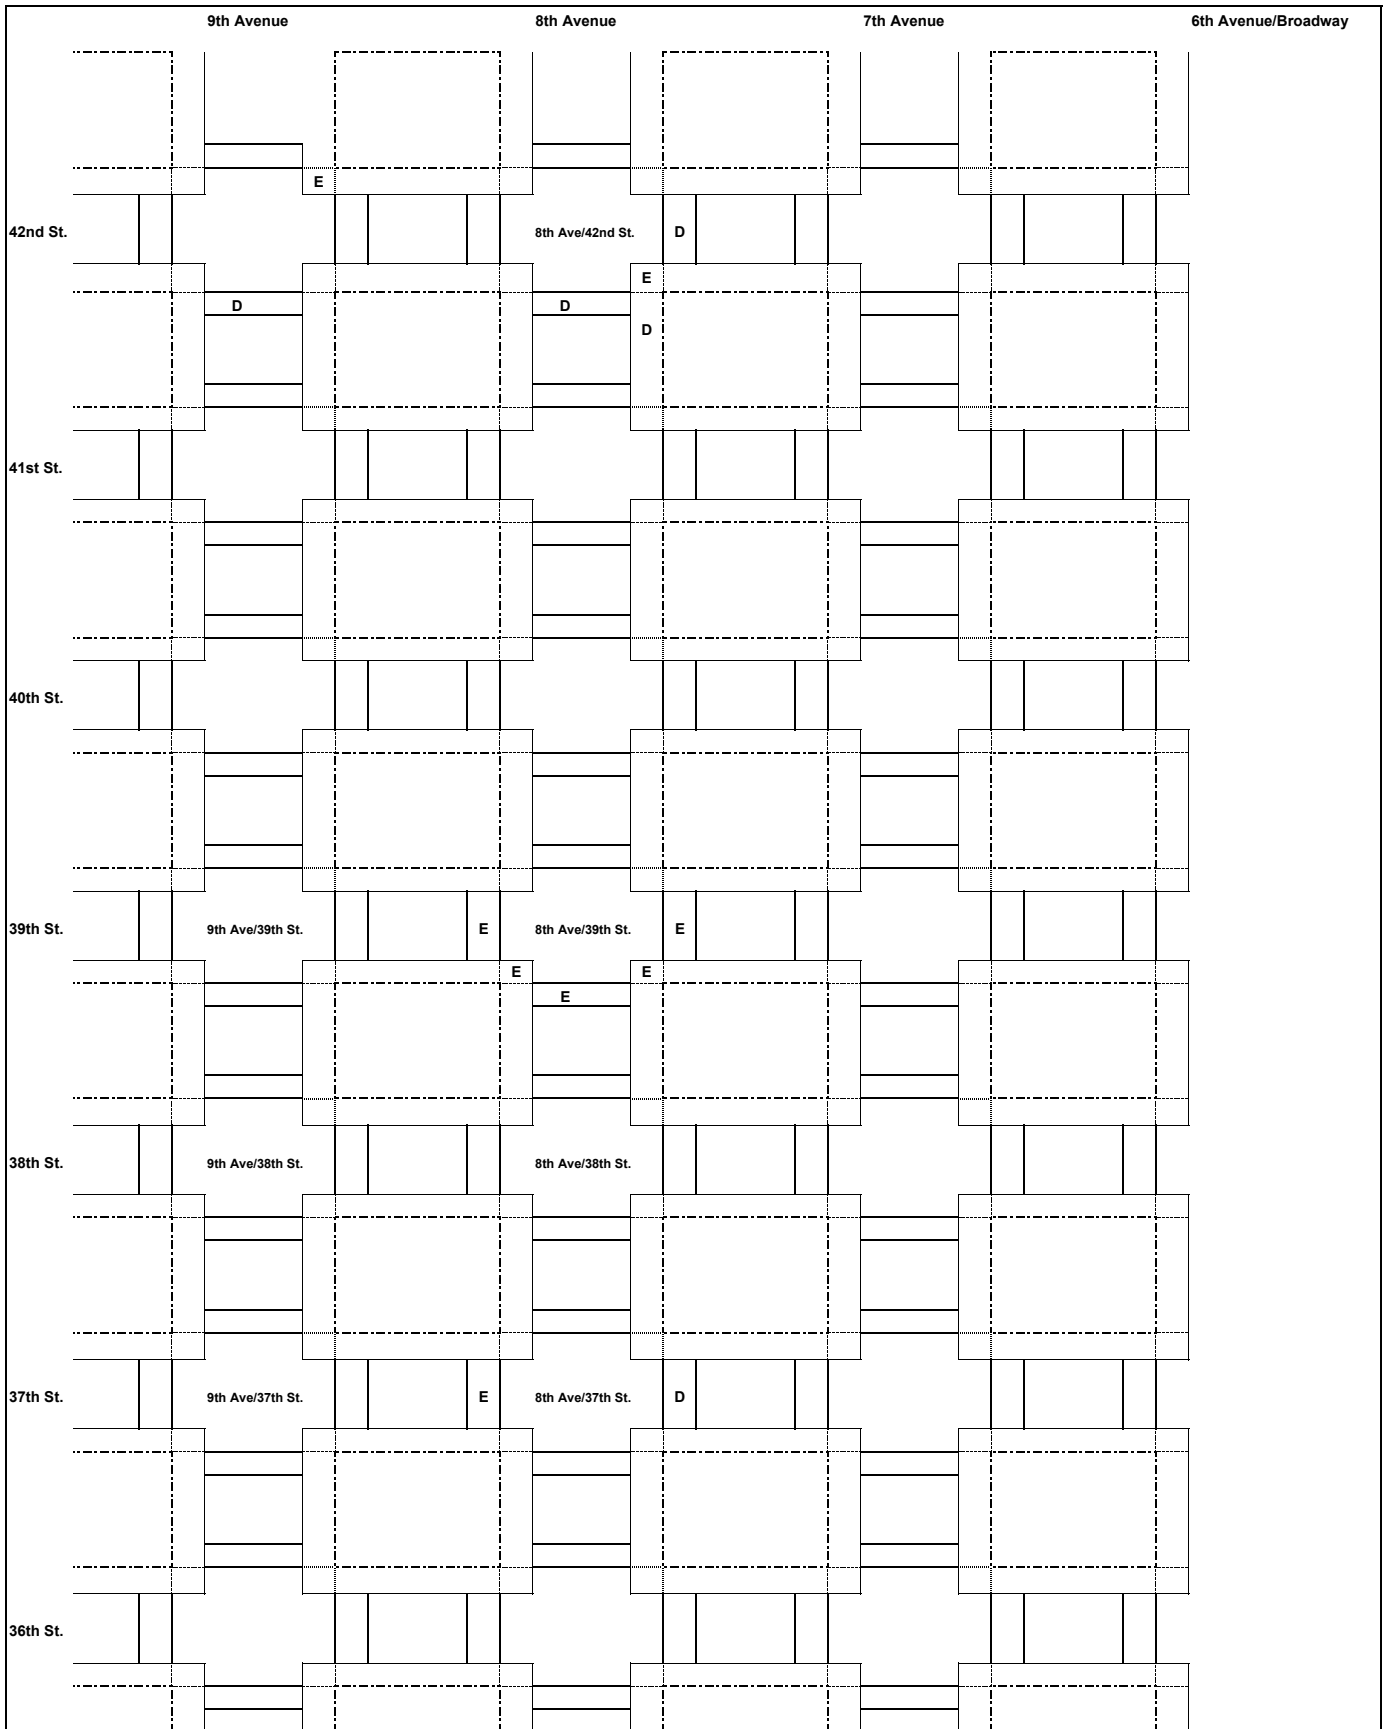 9th Avenue 8th Avenue 7th Avenue 6th Avenue/Broadway
E
42nd St. 8th Ave/42nd St. D
E
D D
D
41st St.
40th St.
39th St. 9th Ave/39th St. E 8th Ave/39th St. E
E E
E
38th St. 9th Ave/38th St. 8th Ave/38th St.
37th St. 9th Ave/37th St. E 8th Ave/37th St. D
36th St.